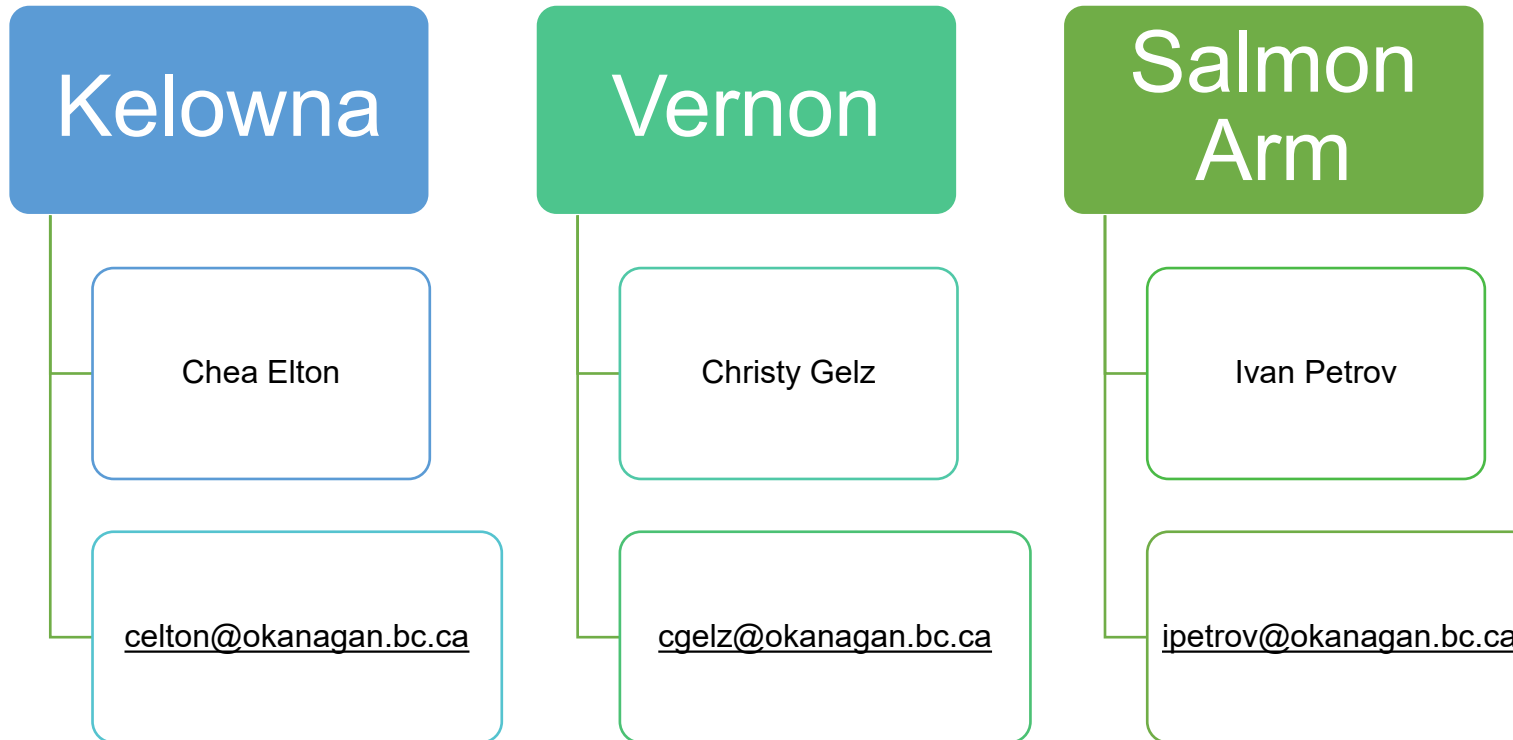 Kelowna
Chea Elton
celton@okanagan.bc.ca
Vernon
Christy Gelz
cgelz@okanagan.bc.ca
Salmon
Arm
Ivan Petrov
ipetrov@okanagan.bc.ca